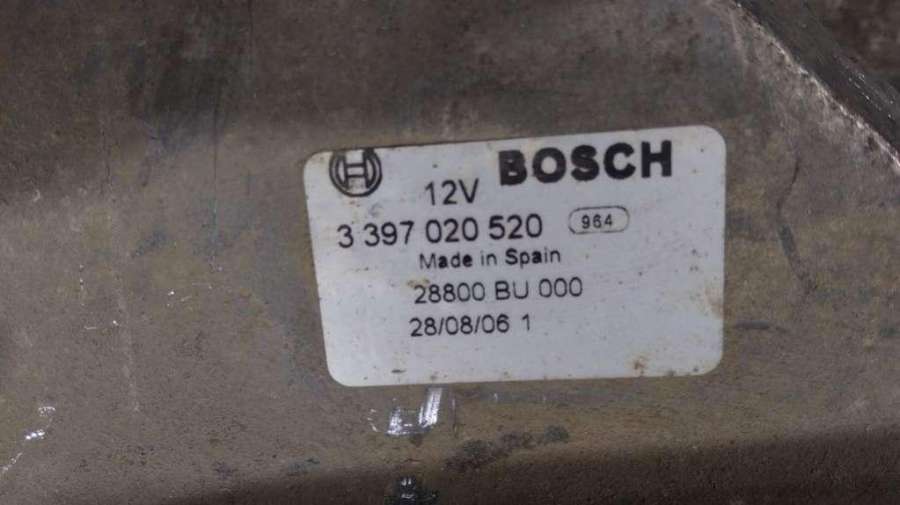 BOSCH
12V
3 397 020 520 964
Made in Spain
28800 BU 000
28/08/06 1